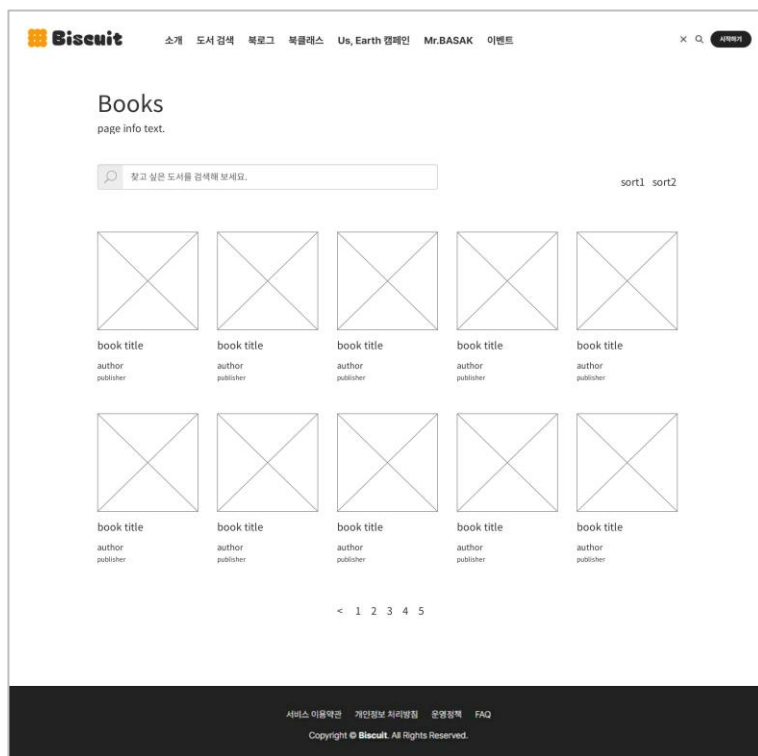 Biscuit 소개 도서 검색 북로그 북클래스 Us, Earth 캠페인 Mr.BASAK 이벤트 시작하기
Books
page info text.
찾고 싶은 도서를 검색해 보세요.
sort1 sort2
book title book title book title book title book title
author author author author author
publisher publisher publisher publisher publisher
book title book title book title book title book title
author author author author author
publisher publisher publisher publisher publisher
< 1 2 3 4 5
서비스 이용약관 개인정보 처리방침 운영정책 FAQ
Copyright © Biscuit. All Rights Reserved.